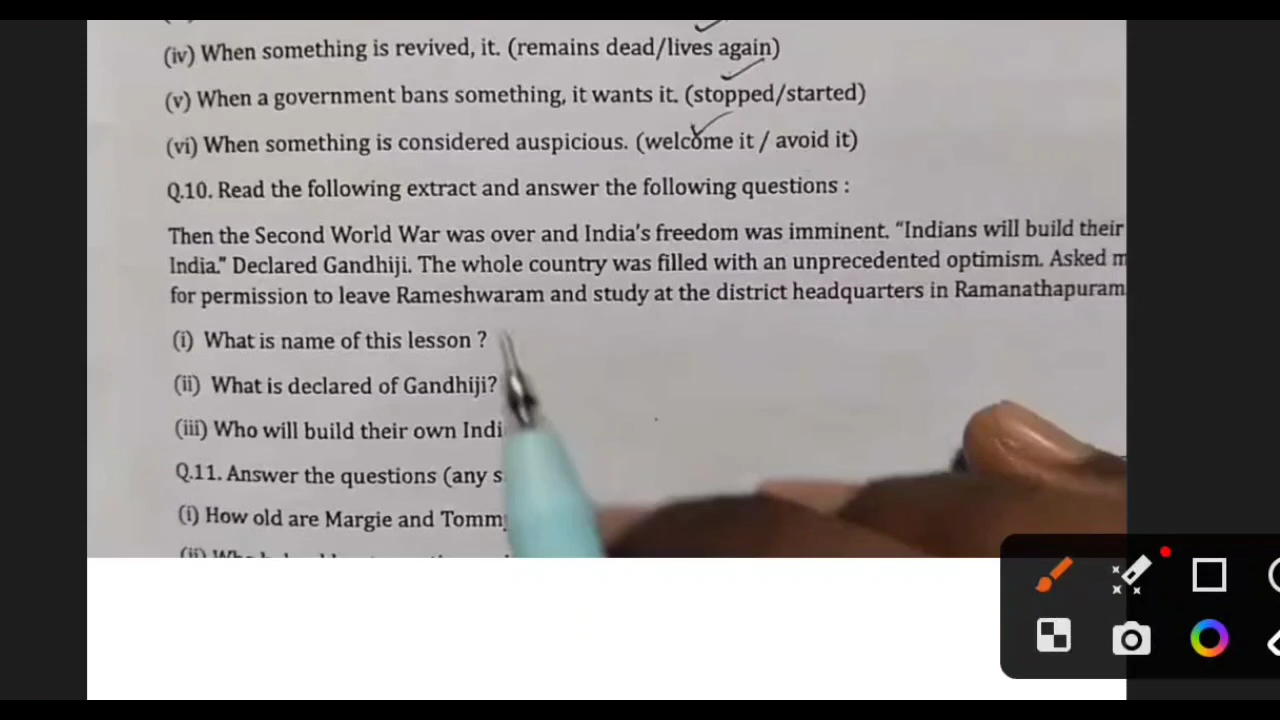 (iv) When something is revived, it. (remains dead/lives again)
(v) When a government bans something, it wants it. (stopped/started)
(vi) When something is considered auspicious. (welcome it / avoid it)
Q.10. Read the following extract and answer the following questions :
Then the Second World War was over and India's freedom was imminent. “Indians will build their
India.” Declared Gandhiji. The whole country was filled with an unprecedented optimism. Asked
for permission to leave Rameshwaram and study at the district headquarters in Ramanathapuram
(i) What is name of this lesson ?
(ii) What is declared of Gandhiji?
(iii) Who will build their own
Q.11. Answer the questions (any
(i) How old are Margie and